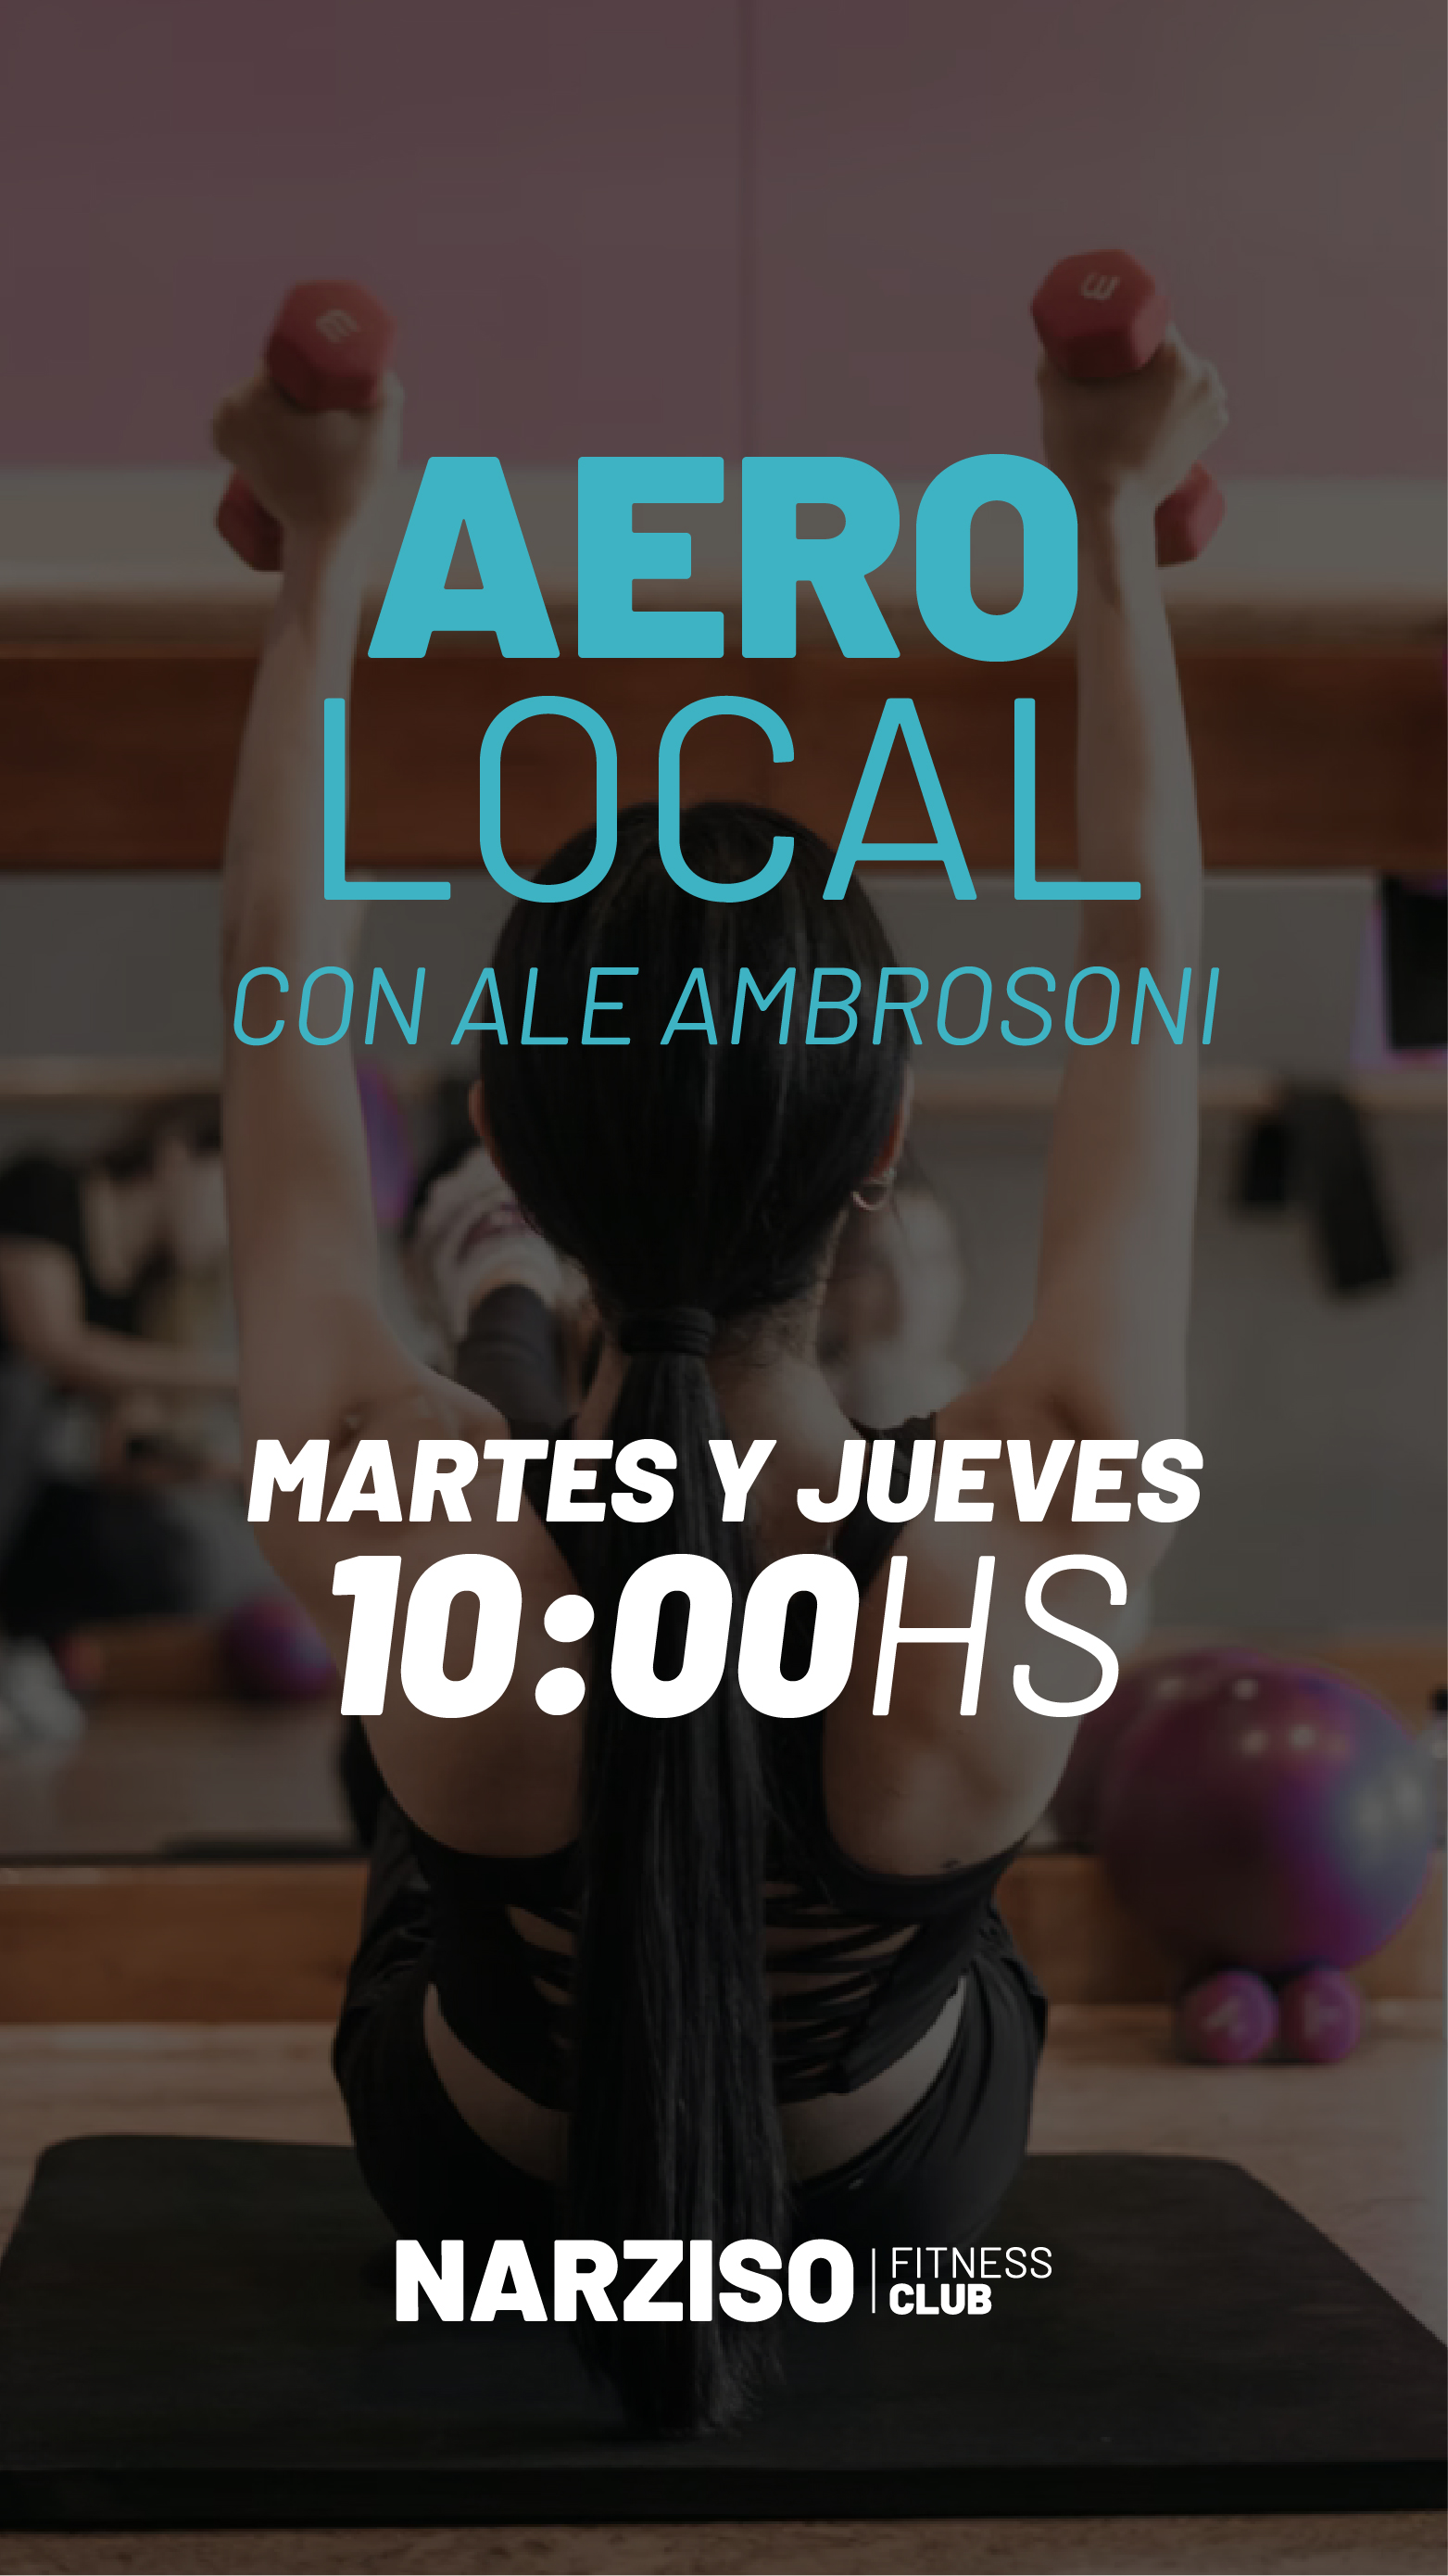 AERO
LOCAL
CON ALE AMBROSONI
MARTES Y JUEVES
10:00HS
NARZISO | FITNESS
CLUB